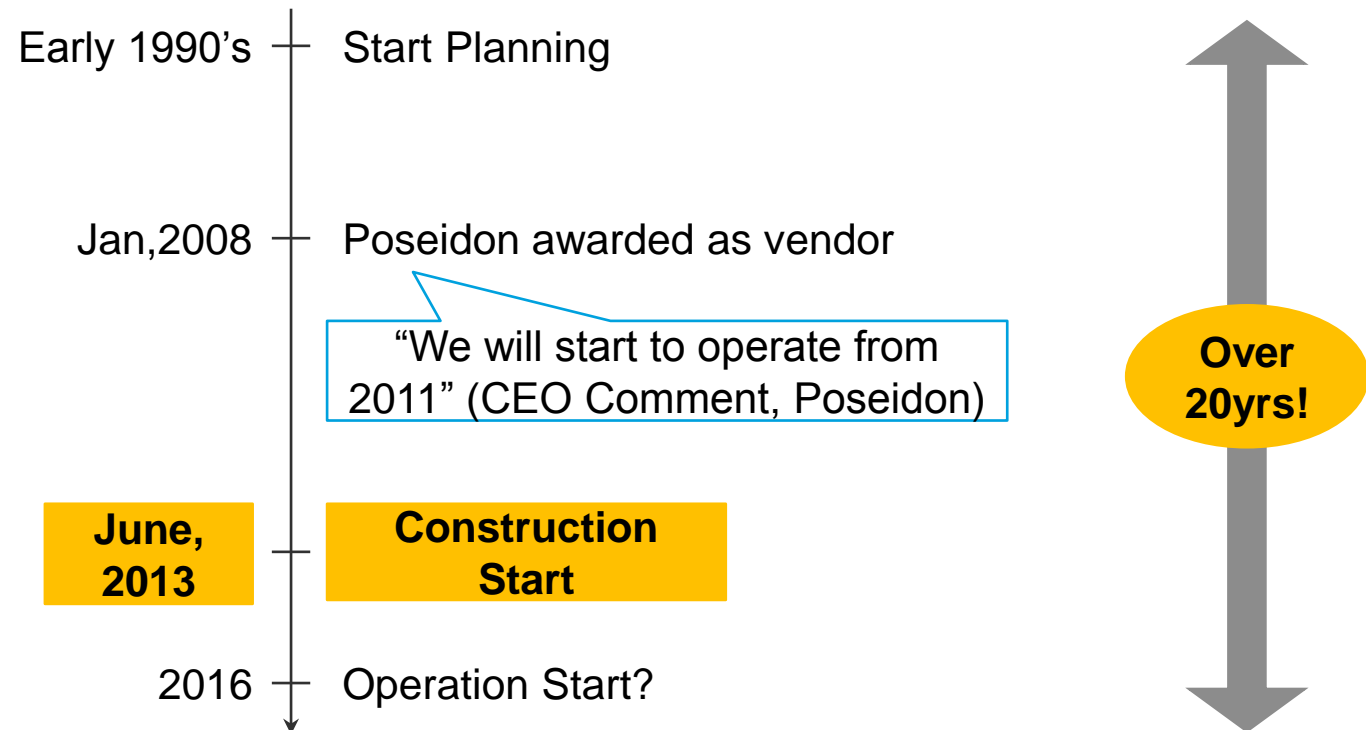 Early 1990’s
Start Planning
Jan,2008
Poseidon awarded as vendor
“We will start to operate from
2011” (CEO Comment, Poseidon)
Over
20yrs!
June,
2013
Construction
Start
2016
Operation Start?